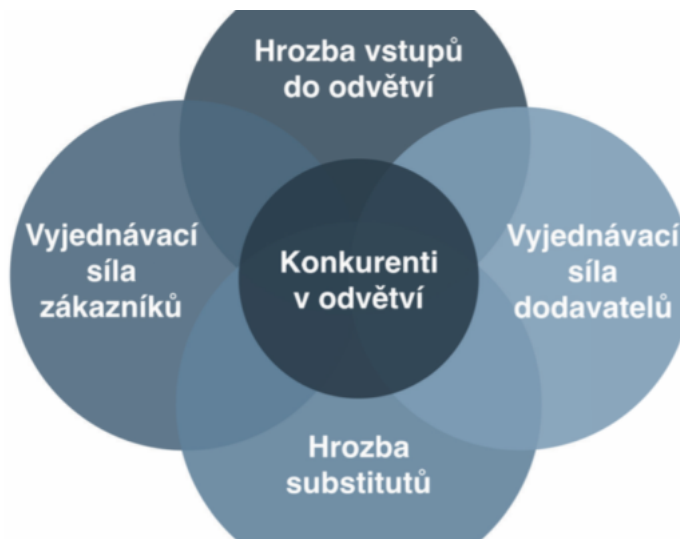 Hrozba vstupů
do odvětví
Vyjednávací
síla
zákazníků
Konkurenti
v odvětví
Vyjednávací
síla
dodavatelů
Hrozba
substitutů